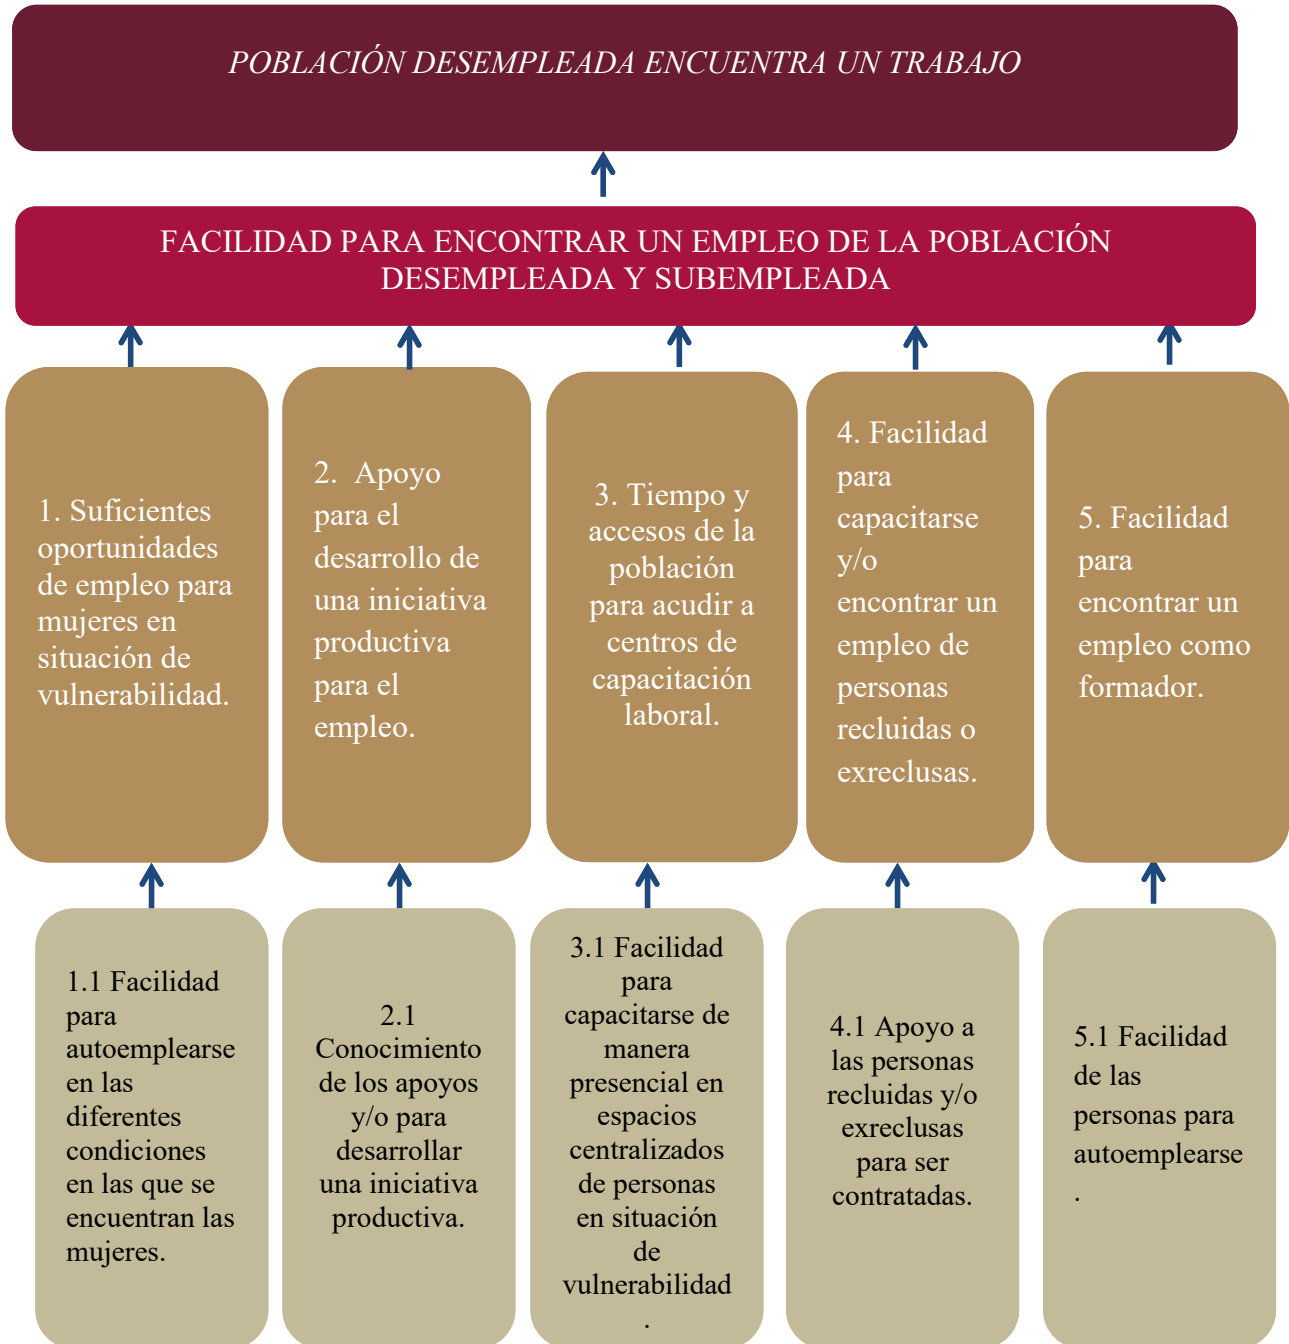 POBLACIÓN DESEMPLEADA ENCUENTRA UN TRABAJO
FACILIDAD PARA ENCONTRAR UN EMPLEO DE LA POBLACIÓN
DESEMPLEADA Y SUBEMPLEADA
1. Suficientes
oportunidades
de empleo para
mujeres en
situación de
vulnerabilidad.
2. Apoyo
para el
desarrollo de
una iniciativa
productiva
para el
empleo.
3. Tiempo y
accesos de la
población
para acudir a
centros de
capacitación
laboral.
4. Facilidad
para
capacitarse
y/o
encontrar un
empleo de
personas
recluidas o
exreclusas.
5. Facilidad
para
encontrar un
empleo como
formador.
1.1 Facilidad
para
autoemplearse
en las
diferentes
condiciones
en las que se
encuentran las
mujeres.
2.1
Conocimiento
de los apoyos
y/o para
desarrollar
una iniciativa
productiva.
3.1 Facilidad
para
capacitarse de
manera
presencial en
espacios
centralizados
de personas
en situación
de
vulnerabilidad
.
4.1 Apoyo a
las personas
recluidas y/o
exreclusas
para ser
contratadas.
5.1 Facilidad
de las
personas para
autoemplearse
.